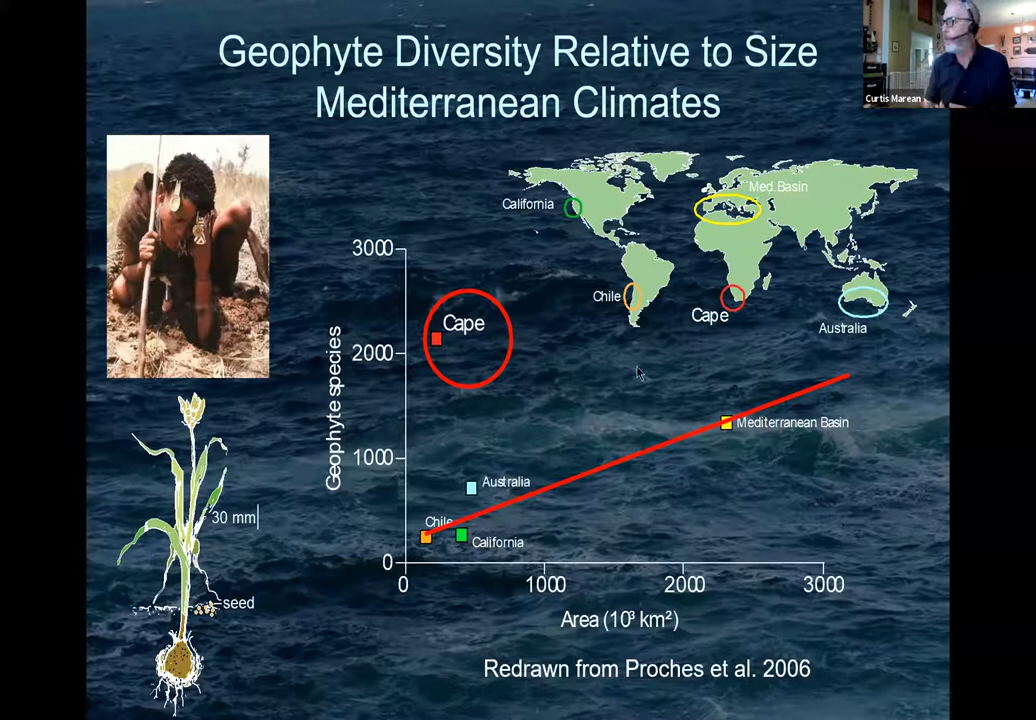 Geophyte Diversity Relative to Size
Mediterranean Climates
Curtis Marean
California
Med.Basin
Chile
Cape
Australia
3000
2000
1000
0
Geophyte species
Cape
Mediterranean Basin
Australia
Chile
California
0
1000
2000
3000
Area (10³ km²)
30 mm
seed
Redrawn from Proches et al. 2006